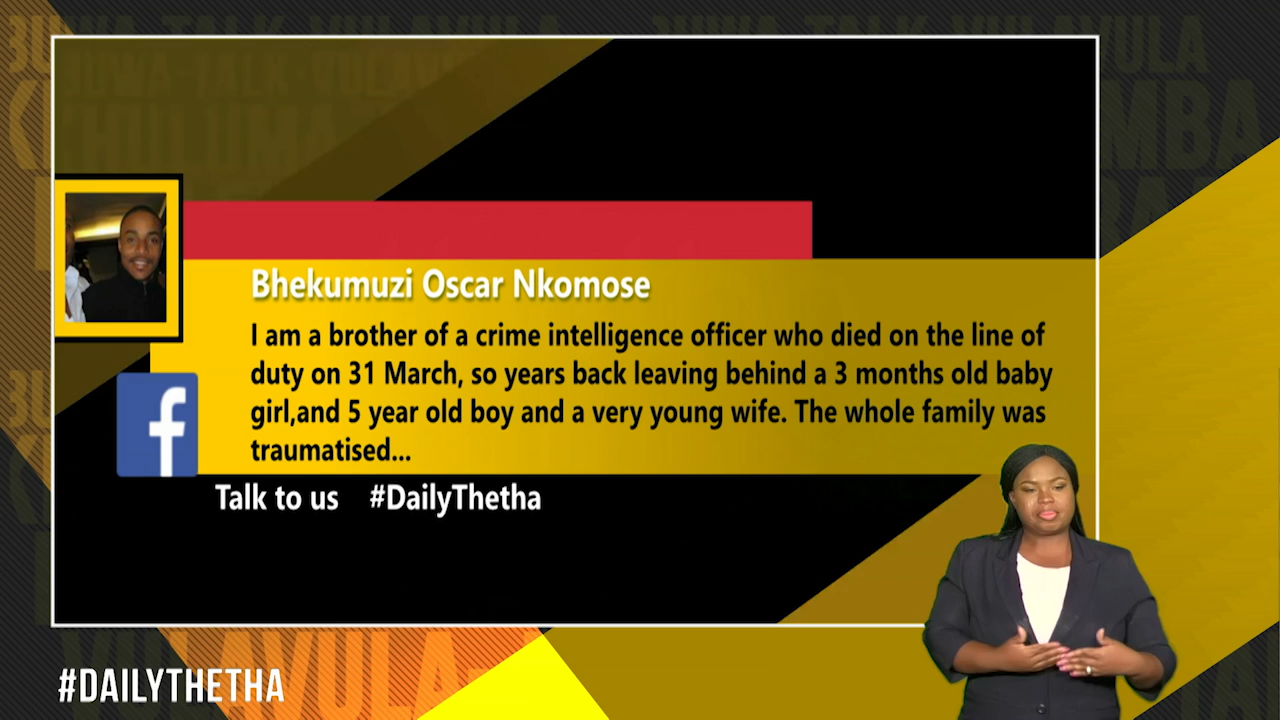 Bhekumuzi Oscar Nkomose
I am a brother of a crime intelligence officer who died on the line of
duty on 31 March, so years back leaving behind a 3 months old baby
girl,and 5 year old boy and a very young wife. The whole family was
traumatised...
Talk to us #DailyThetha
#DAILYTHETHA
VULAVULA